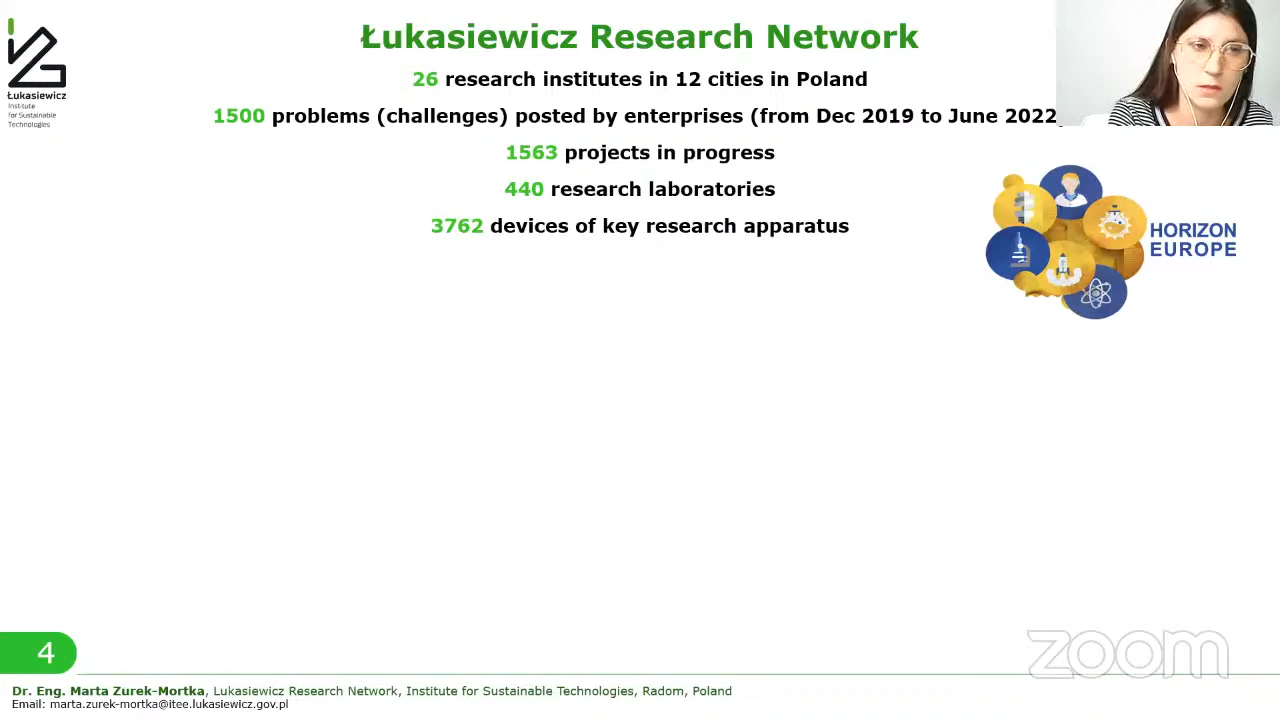 Łukasiewicz Research Network
26 research institutes in 12 cities in Poland
1500 problems (challenges) posted by enterprises (from Dec 2019 to June 2022
1563 projects in progress
440 research laboratories
3762 devices of key research apparatus
Łukasiewicz
Institute
for Sustainable
Technologies
HORIZON
EUROPE
4
zoom
Dr. Eng. Marta Zurek-Mortka, Lukasiewicz Research Network, Institute for Sustainable Technologies, Radom, Poland
Email: marta.zurek-mortka@itee.lukasiewicz.gov.pl